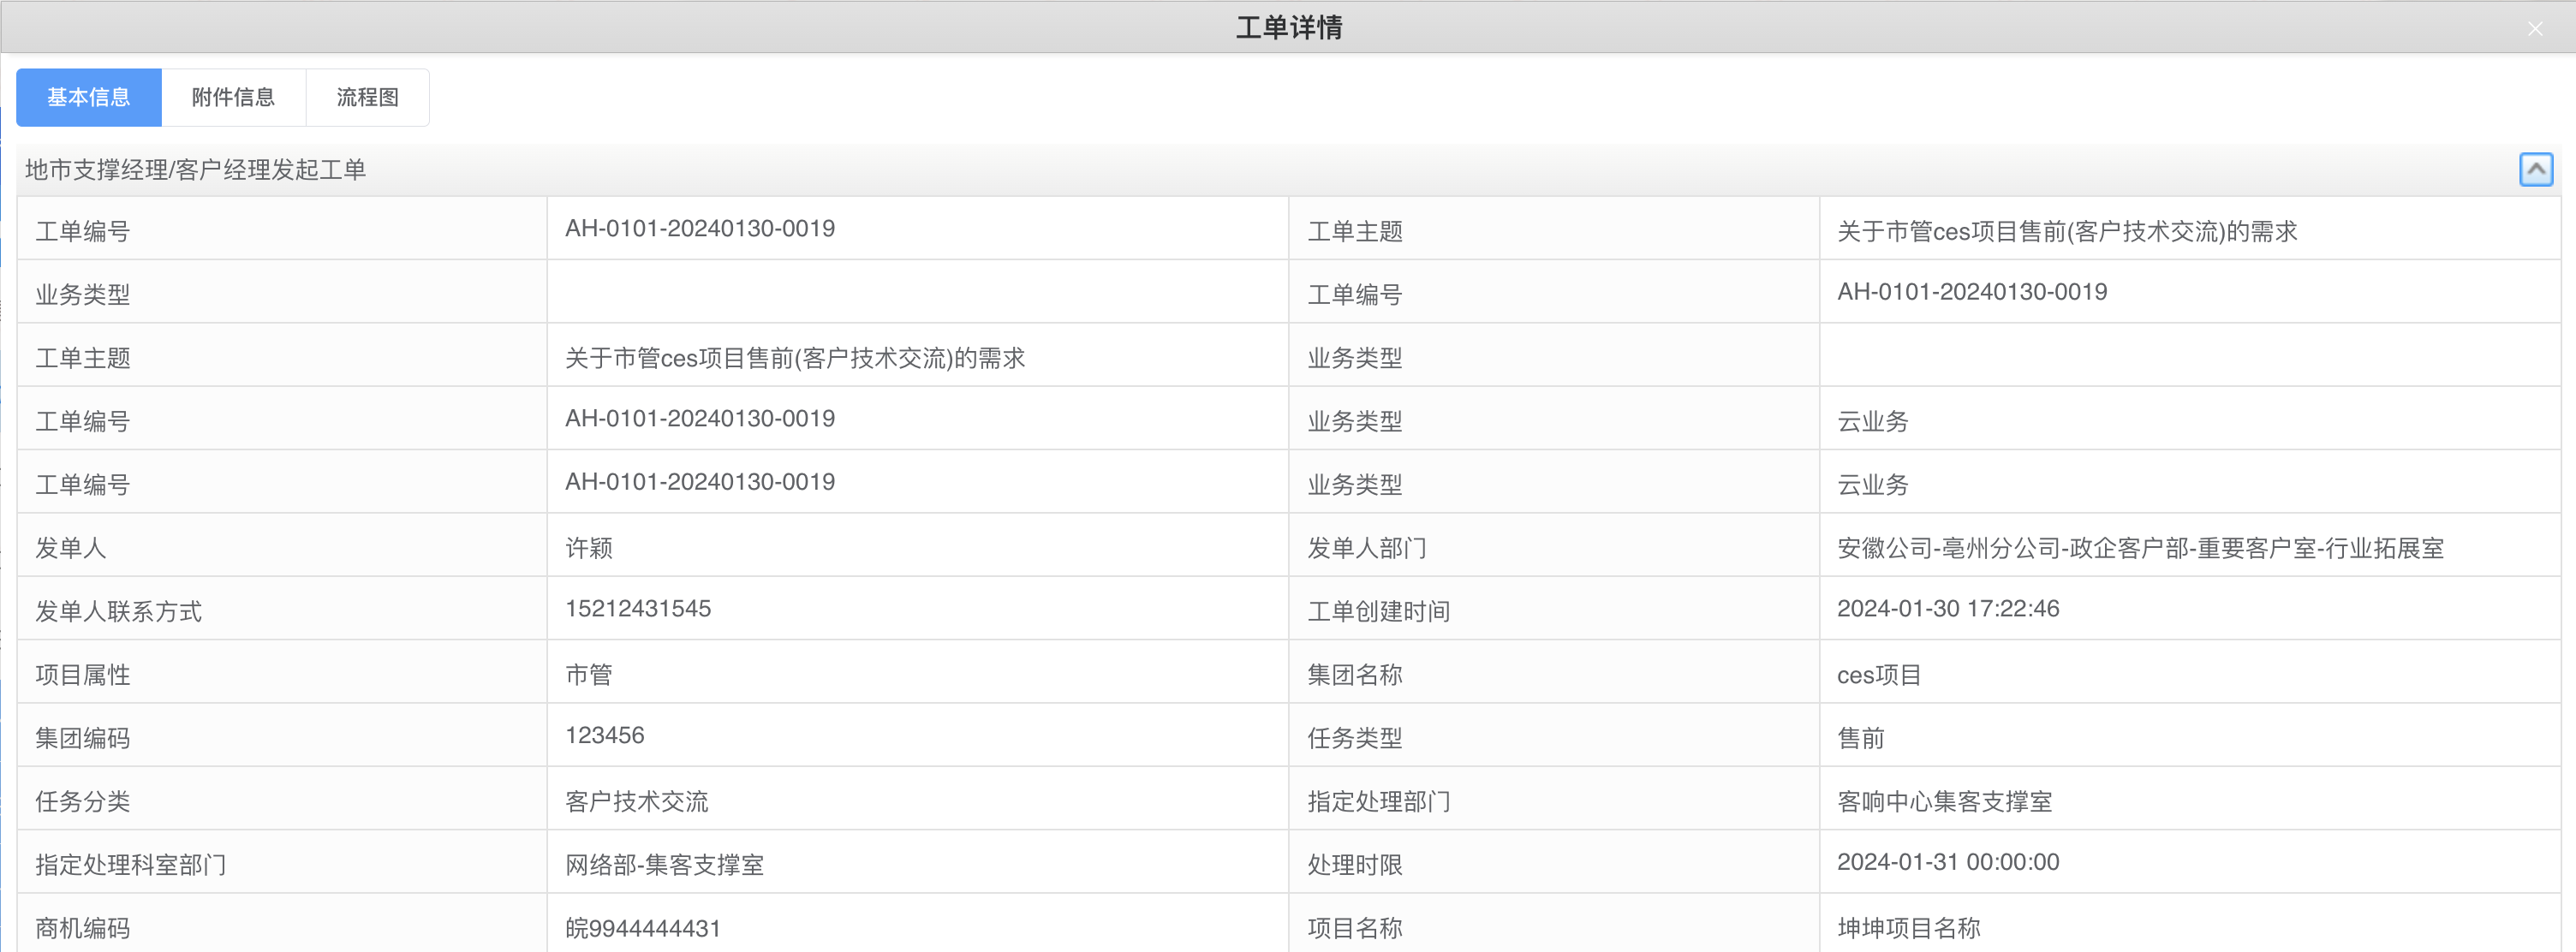 工单详情
基本信息 附件信息 流程图
地市支撑经理/客户经理发起工单
工单编号 AH-0101-20240130-0019 工单主题 关于市管ces项目售前(客户技术交流)的需求
业务类型 工单编号 AH-0101-20240130-0019
工单主题 关于市管ces项目售前(客户技术交流)的需求 业务类型
工单编号 AH-0101-20240130-0019 业务类型 云业务
工单编号 AH-0101-20240130-0019 业务类型 云业务
发单人 许颖 发单人部门 安徽公司-亳州分公司-政企客户部-重要客户室-行业拓展室
发单人联系方式 15212431545 工单创建时间 2024-01-30 17:22:46
项目属性 市管 集团名称 ces项目
集团编码 123456 任务类型 售前
任务分类 客户技术交流 指定处理部门 客响中心集客支撑室
指定处理科室部门 网络部-集客支撑室 处理时限 2024-01-31 00:00:00
商机编码 皖9944444431 项目名称 坤坤项目名称